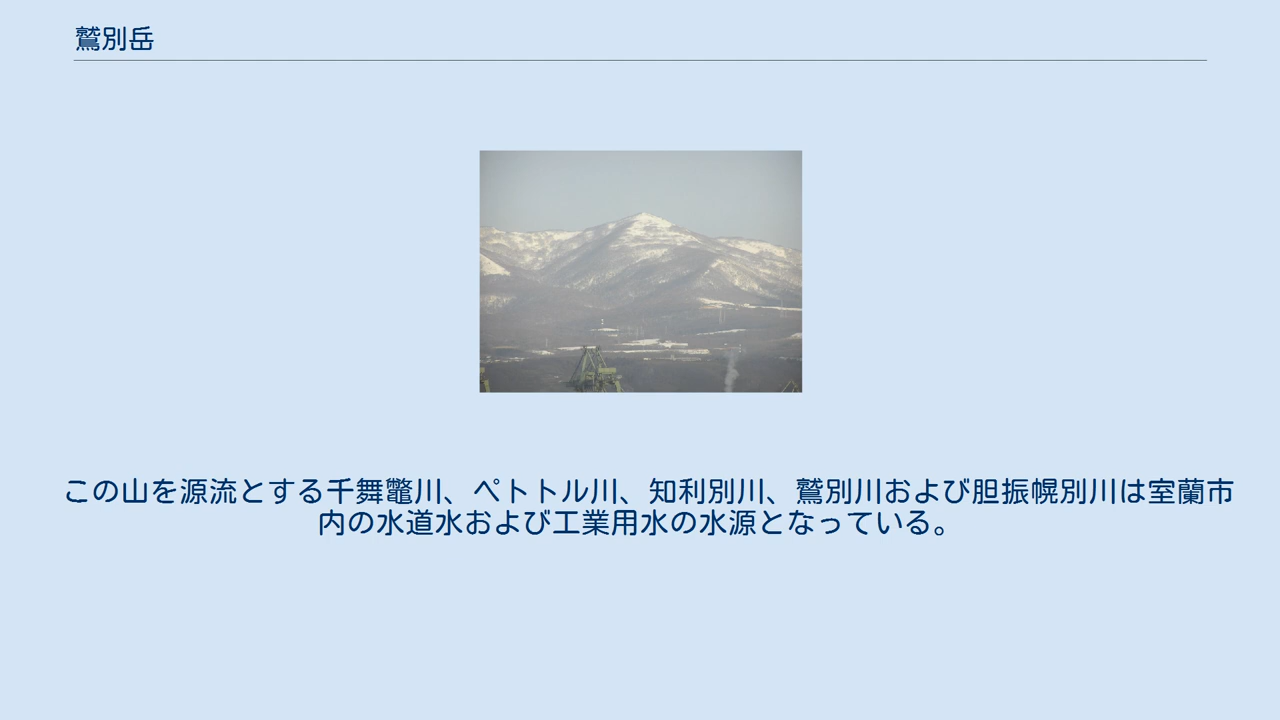 鷲別岳
この山を源流とする千舞鼈川、ペトトル川、知利別川、鷲別川および胆振幌別川は室蘭市
内の水道水および工業用水の水源となっている。